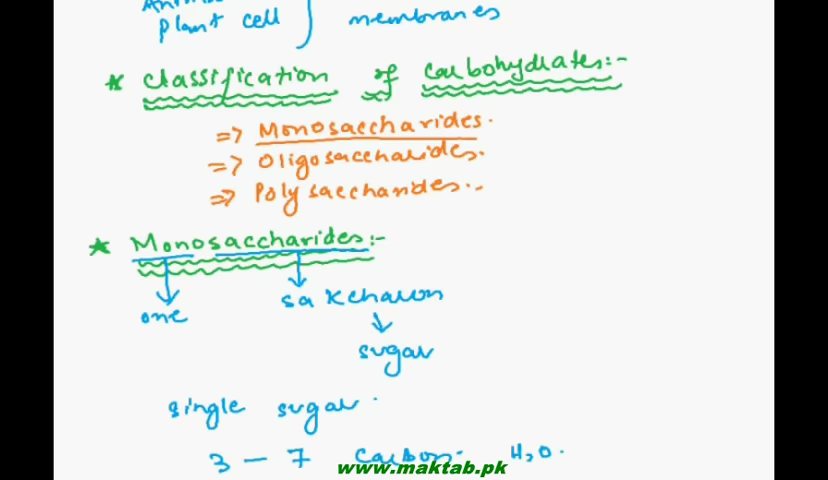 plant cell } membranes
* Classification of carbohydrates:-
=> Monosaccharides.
=> Oligosaccharides.
=> Polysaccharides.-
* Monosaccharides:-
one sakcharon
sugar
single sugar.
3 - 7 Carbon. H2O.
www.maktab.pk